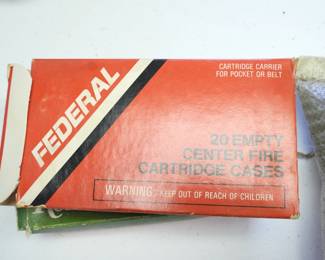 FEDERAL
CARTRIDGE CARRIER
FOR POCKET OR BELT
20 EMPTY
CENTER FIRE
CARTRIDGE CASES
WARNING: KEEP OUT OF REACH OF CHILDREN